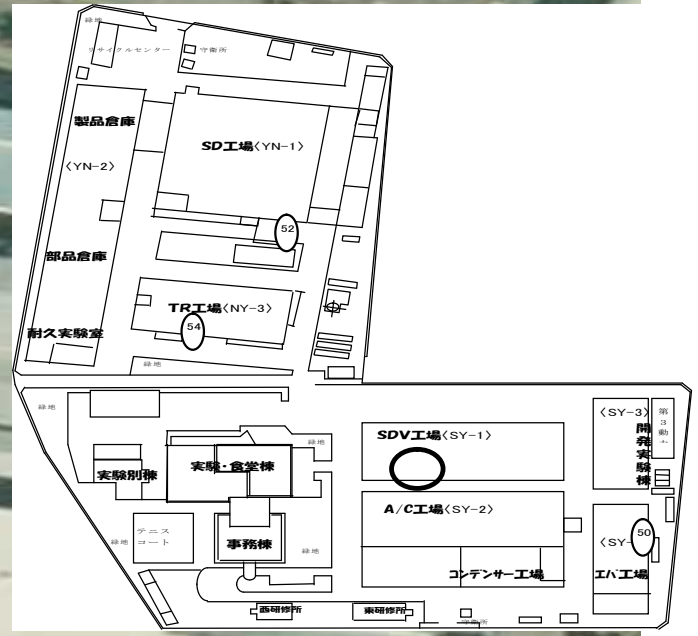 緑地
リサイクルセンター
守衛所
製品倉庫
SD工場〈YN-1〉
〈YN-2〉
52
部品倉庫
TR工場〈NY-3〉
54
耐久実験室
緑地
緑地
〈SY-3〉
第3動力
開発実験棟
SDV工場〈SY-1〉
緑地
実験・食堂棟
実験別棟
A/C工場〈SY-2〉
テニスコート
緑地
事務棟
緑地
50
〈SY-
コンデンサー工場
エバ工場
西研修所
東研修所
守衛所